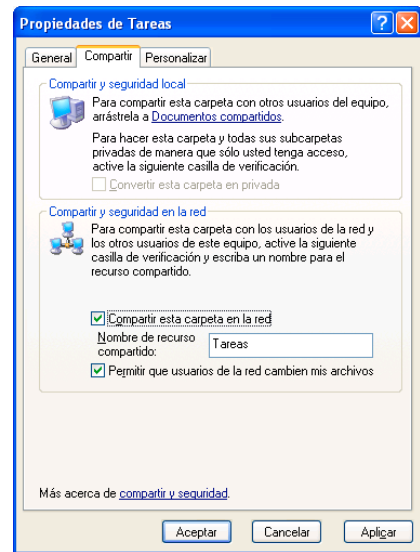 Propiedades de Tareas
General Compartir Personalizar
Compartir y seguridad local
Para compartir esta carpeta con otros usuarios del equipo,
arrástrela a Documentos compartidos.
Para hacer esta carpeta y todas sus subcarpetas
privadas de manera que sólo usted tenga acceso,
active la siguiente casilla de verificación.
Convertir esta carpeta en privada
Compartir y seguridad en la red
Para compartir esta carpeta con los usuarios de la red y
los otros usuarios de este equipo, active la siguiente
casilla de verificación y escriba un nombre para el
recurso compartido.
Compartir esta carpeta en la red
Nombre de recurso
compartido:
Tareas
Permitir que usuarios de la red cambien mis archivos
Más acerca de compartir y seguridad.
Aceptar Cancelar Aplicar